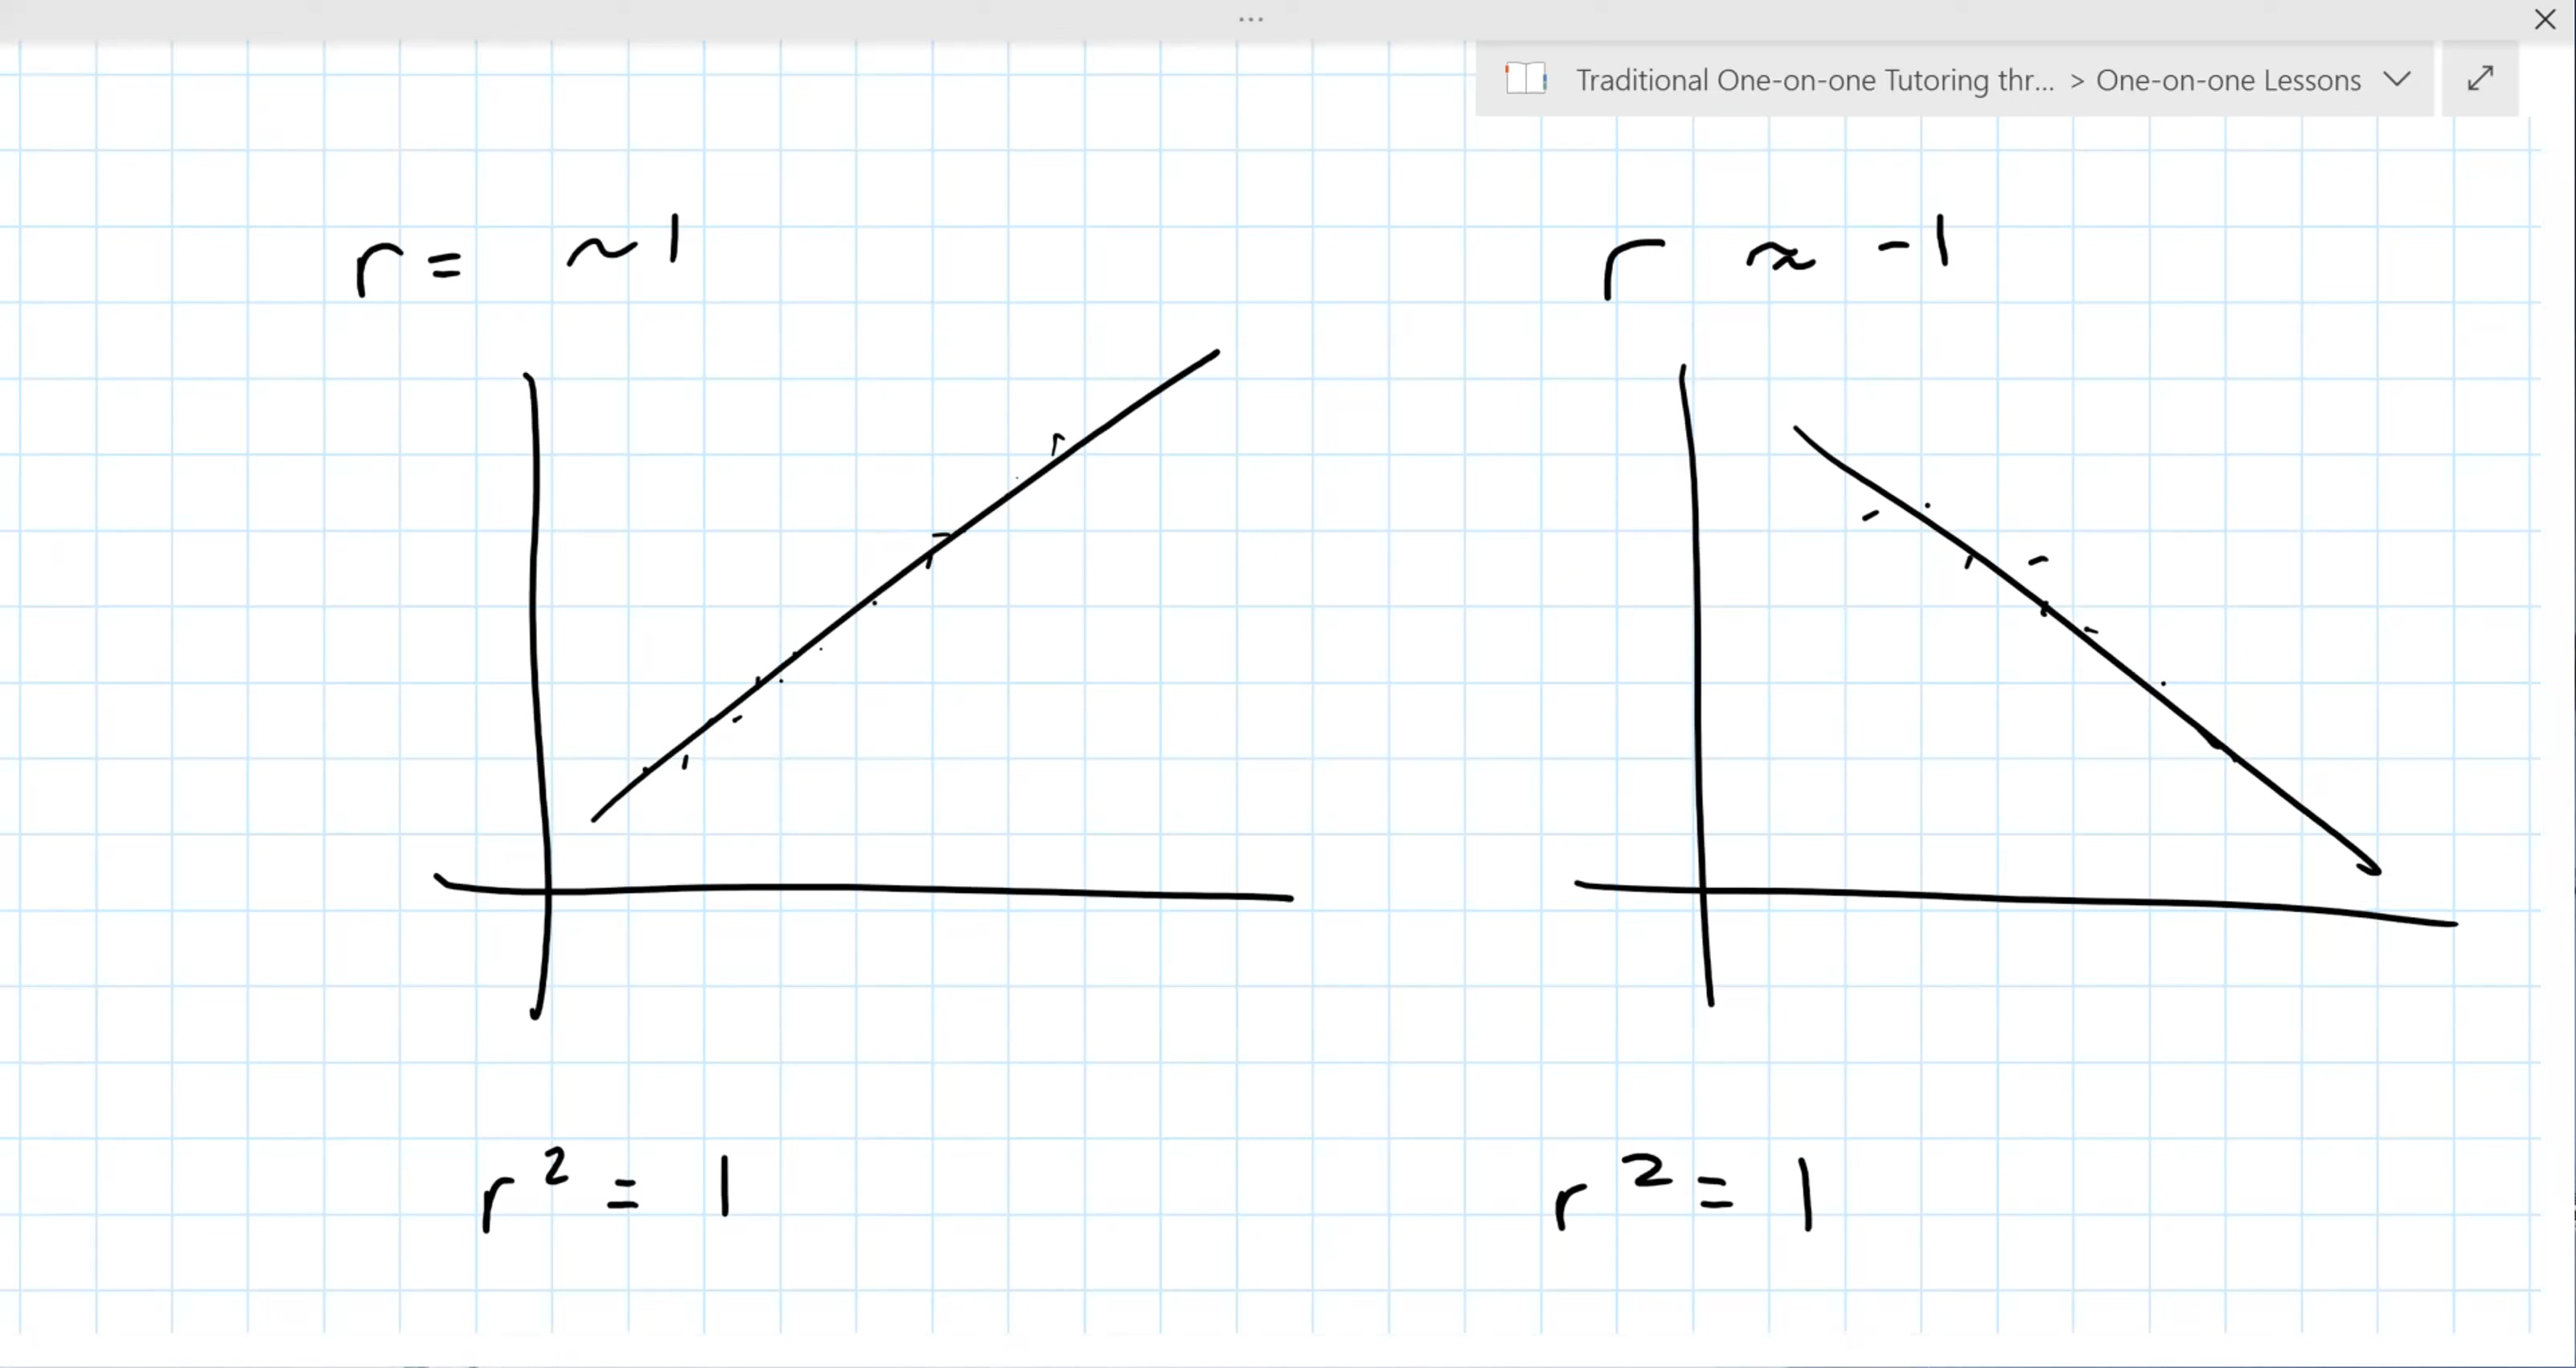 Traditional One-on-one Tutoring thr... > One-on-one Lessons
r = ~1
r ≈ -1
r² = 1
r² = 1